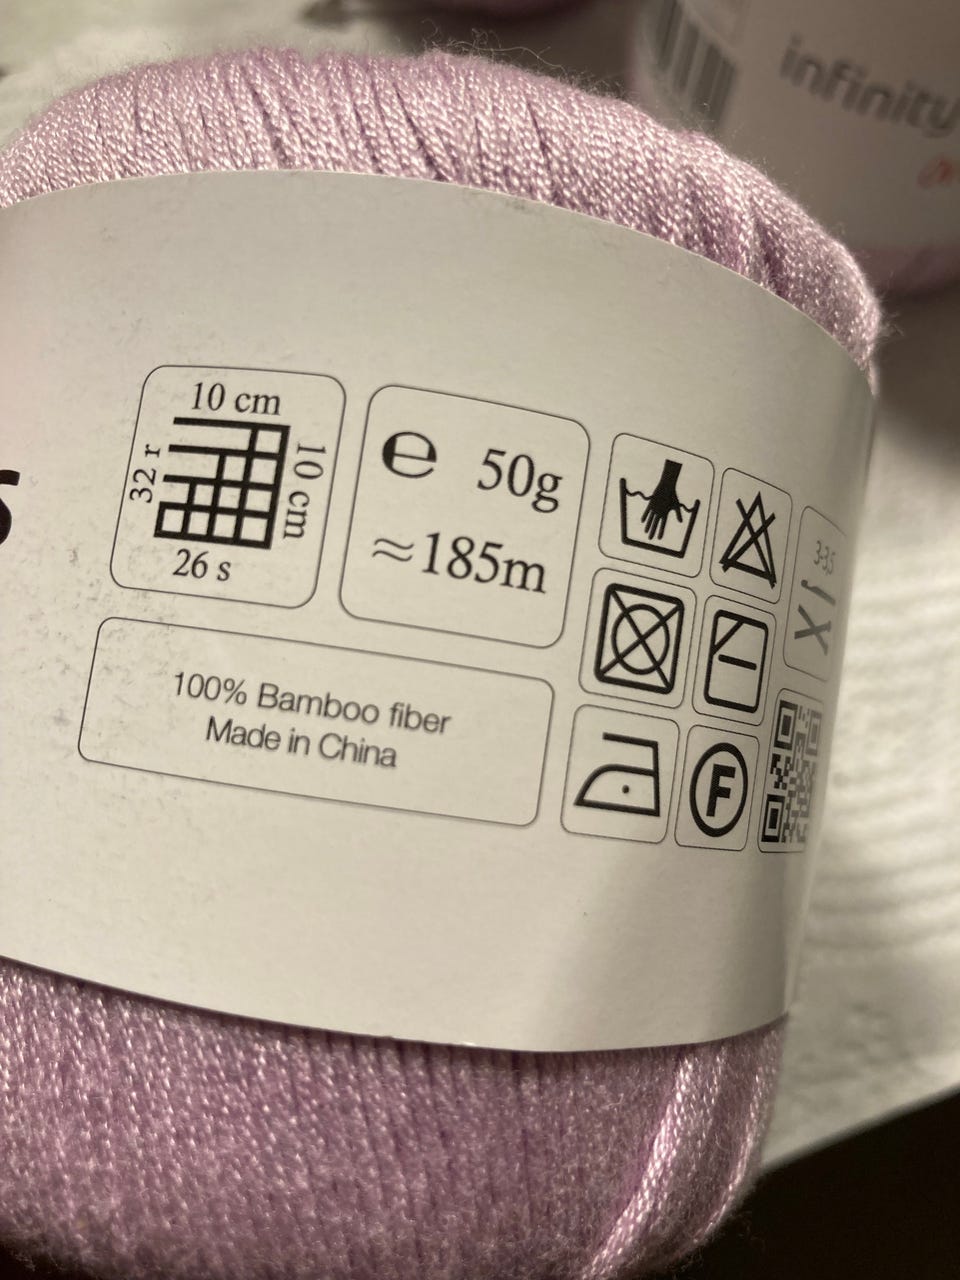 infinity
10 cm
32 r
10 cm
26 s
e 50g
≈185m
3-3,5
100% Bamboo fiber
Made in China
F